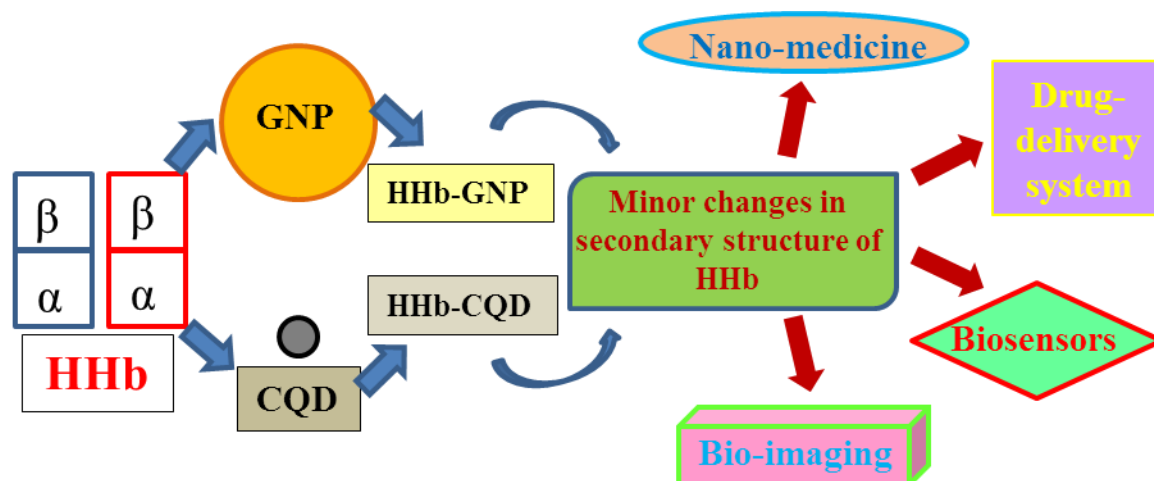 β
β
α
α
HHb
GNP
CQD
HHb-GNP
HHb-CQD
Minor changes in
secondary structure of
HHb
Nano-medicine
Drug-
delivery
system
Biosensors
Bio-imaging